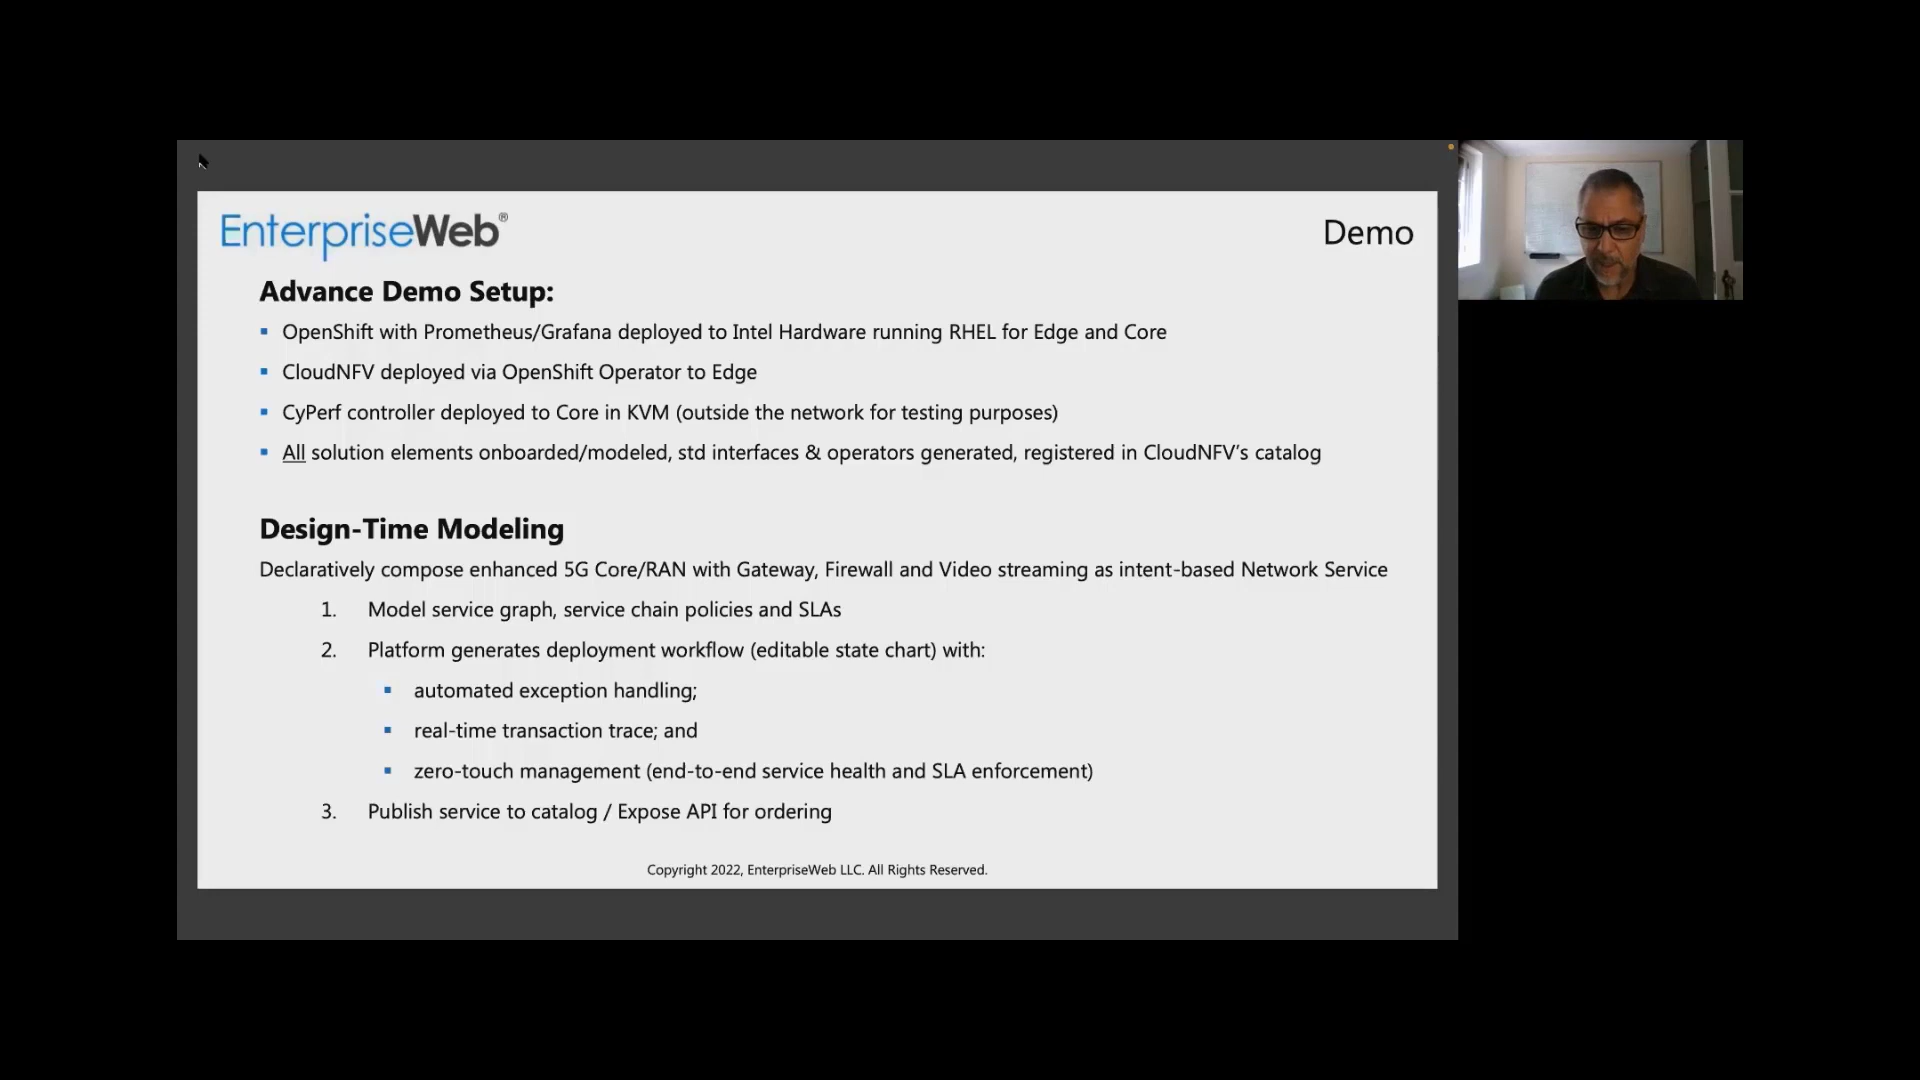 EnterpriseWeb®
Demo
Advance Demo Setup:
▪ OpenShift with Prometheus/Grafana deployed to Intel Hardware running RHEL for Edge and Core
▪ CloudNFV deployed via OpenShift Operator to Edge
▪ CyPerf controller deployed to Core in KVM (outside the network for testing purposes)
▪ All solution elements onboarded/modeled, std interfaces & operators generated, registered in CloudNFV’s catalog
Design-Time Modeling
Declaratively compose enhanced 5G Core/RAN with Gateway, Firewall and Video streaming as intent-based Network Service
1. Model service graph, service chain policies and SLAs
2. Platform generates deployment workflow (editable state chart) with:
▪ automated exception handling;
▪ real-time transaction trace; and
▪ zero-touch management (end-to-end service health and SLA enforcement)
3. Publish service to catalog / Expose API for ordering
Copyright 2022, EnterpriseWeb LLC. All Rights Reserved.